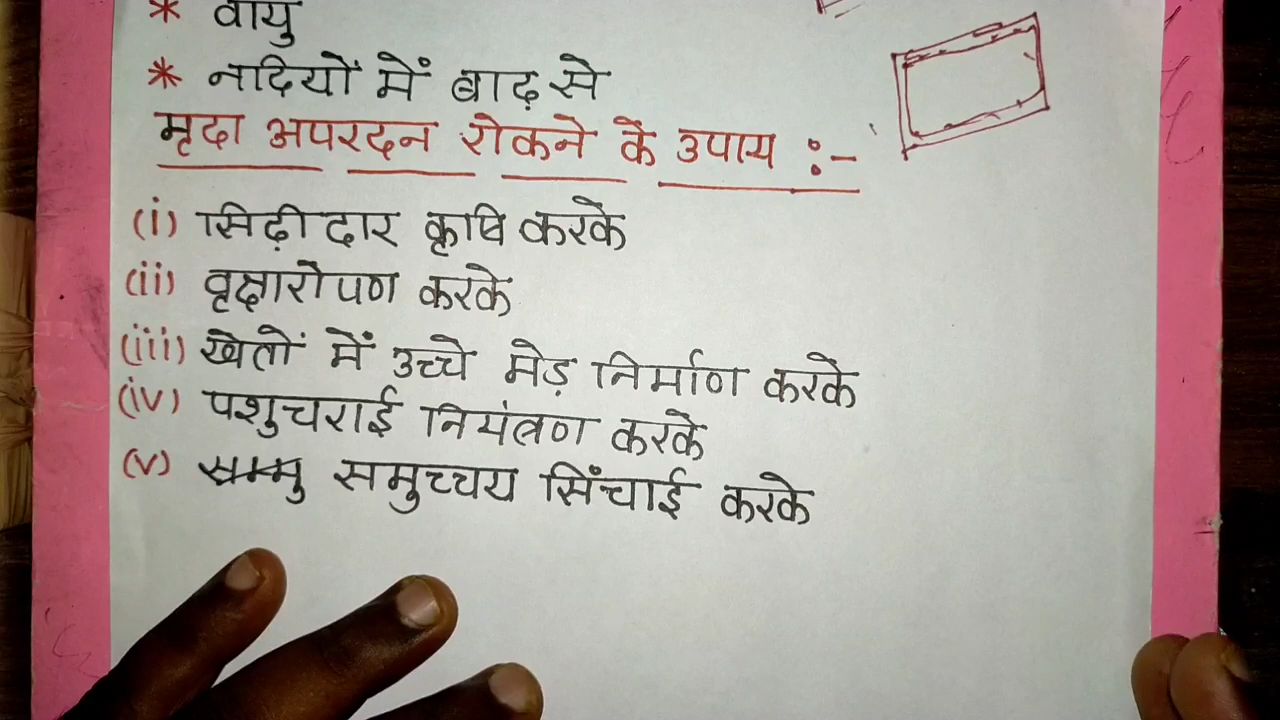 * वायु
* नदियों में बाढ़ से
मृदा अपरदन रोकने के उपाय :-
(i) सिढ़ीदार कृषि करके
(ii) वृक्षारोपण करके
(iii) खेतों में उच्चे मेड़ निर्माण करके
(iv) पशुचराई नियंत्रण करके
(v) सम्मु समुच्चय सिंचाई करके